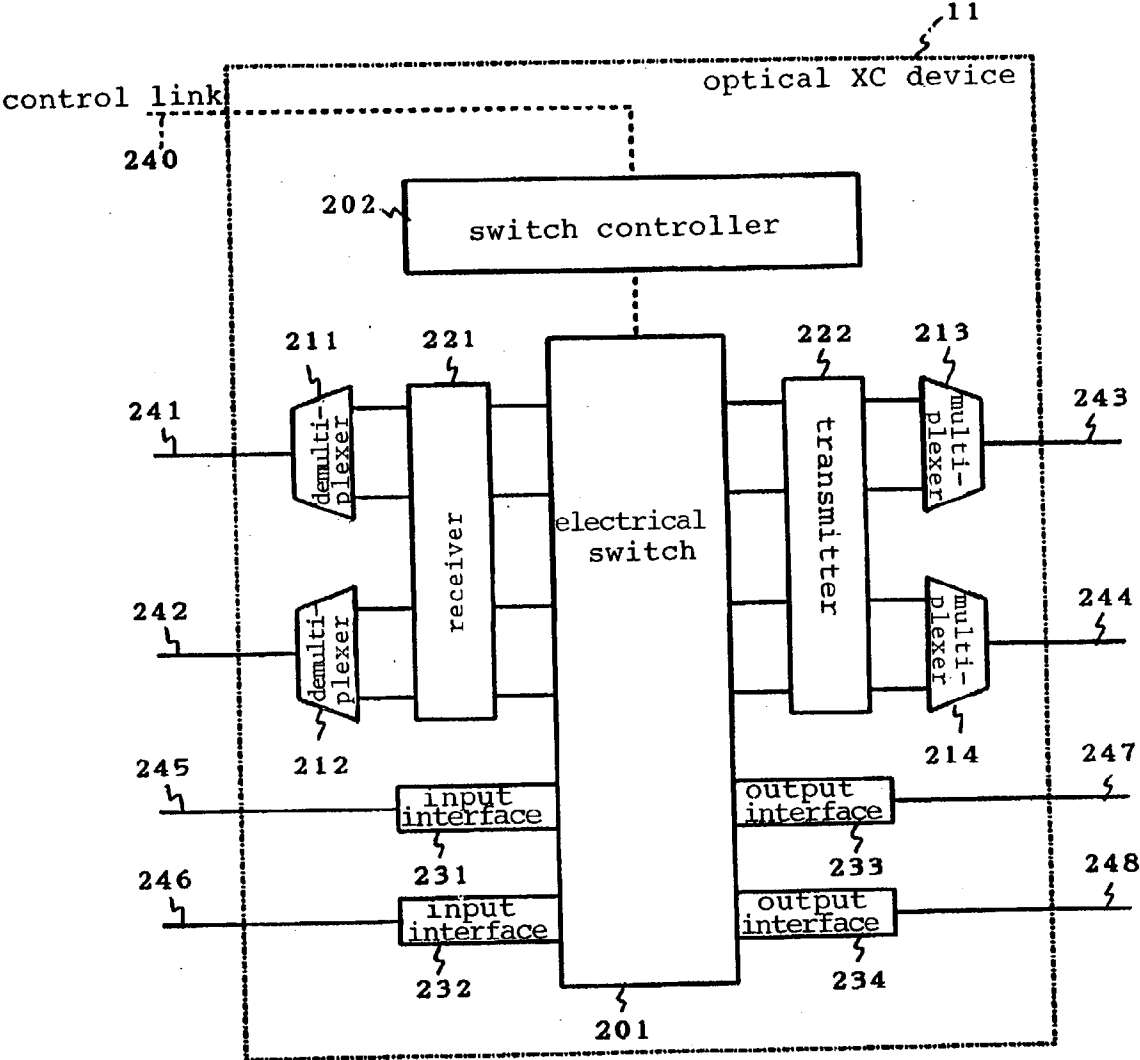 11
optical XC device
control link
240
202
switch controller
211
221
222
213
241
243
demulti-
plexer
multi-
plexer
receiver
electrical
switch
transmitter
242
244
demulti-
plexer
multi-
plexer
212
214
245
247
input
interface
output
interface
231
233
246
248
input
interface
output
interface
232
234
201